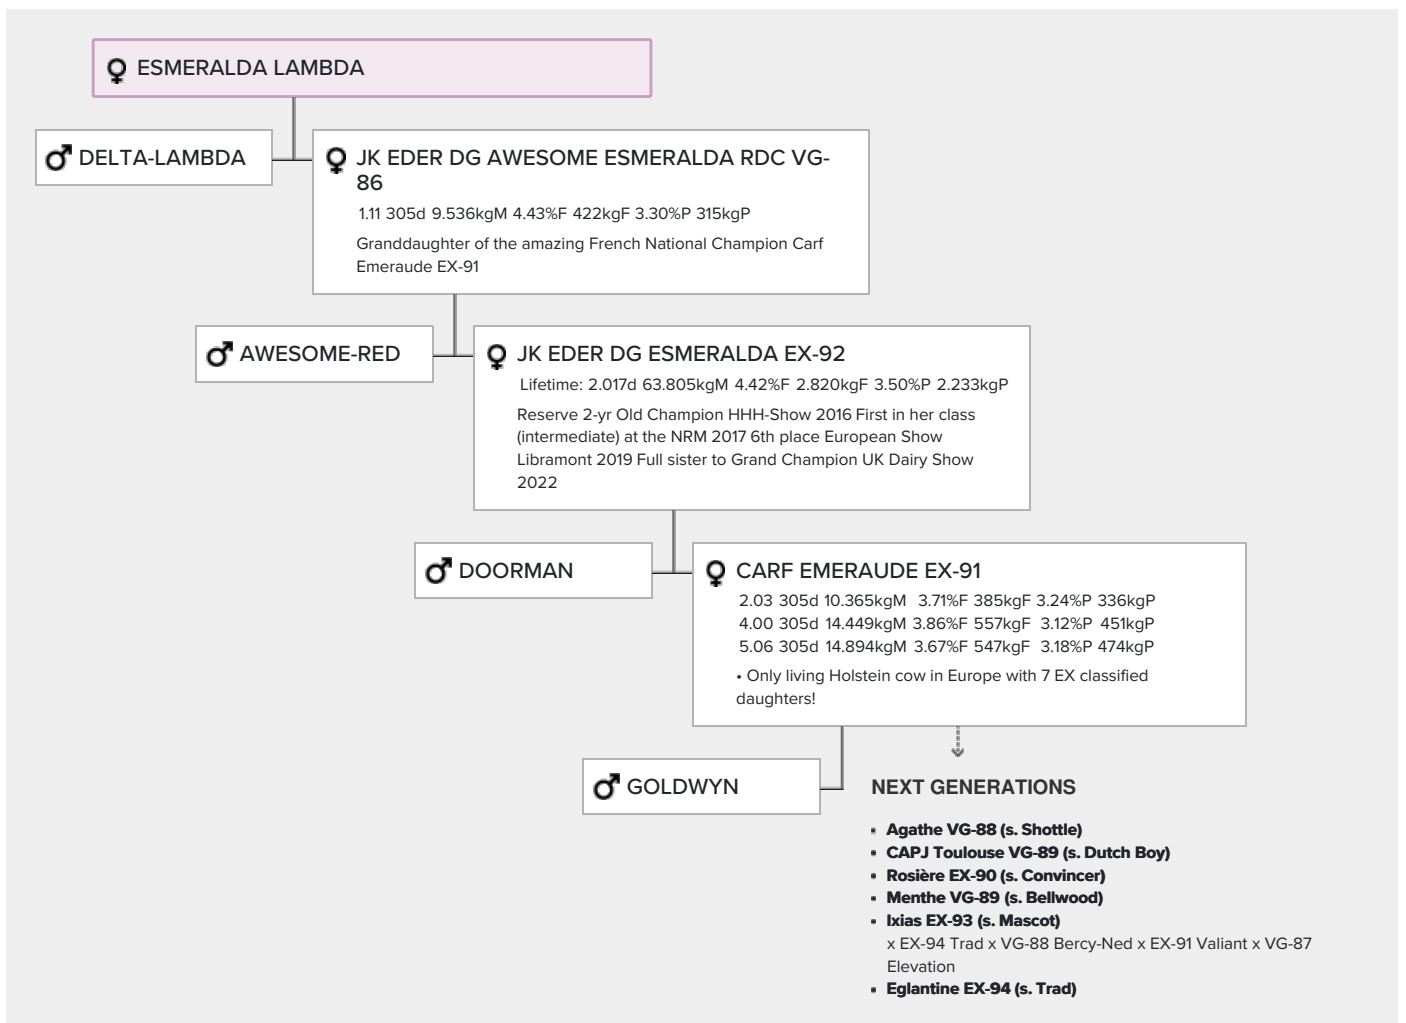 ESMERALDA LAMBDA
DELTA-LAMBDA
JK EDER DG AWESOME ESMERALDA RDC VG-
86
1.11 305d 9.536kgM 4.43%F 422kgF 3.30%P 315kgP
Granddaughter of the amazing French National Champion Carf
Emeraude EX-91
AWESOME-RED
JK EDER DG ESMERALDA EX-92
Lifetime: 2.017d 63.805kgM 4.42%F 2.820kgF 3.50%P 2.233kgP
Reserve 2-yr Old Champion HHH-Show 2016 First in her class
(intermediate) at the NRM 2017 6th place European Show
Libramont 2019 Full sister to Grand Champion UK Dairy Show
2022
DOORMAN
CARF EMERAUDE EX-91
2.03 305d 10.365kgM 3.71%F 385kgF 3.24%P 336kgP
4.00 305d 14.449kgM 3.86%F 557kgF 3.12%P 451kgP
5.06 305d 14.894kgM 3.67%F 547kgF 3.18%P 474kgP
• Only living Holstein cow in Europe with 7 EX classified
daughters!
GOLDWYN
NEXT GENERATIONS
• Agathe VG-88 (s. Shottle)
• CAPJ Toulouse VG-89 (s. Dutch Boy)
• Rosière EX-90 (s. Convincer)
• Menthe VG-89 (s. Bellwood)
• Ixias EX-93 (s. Mascot)
x EX-94 Trad x VG-88 Bercy-Ned x EX-91 Valiant x VG-87
Elevation
• Eglantine EX-94 (s. Trad)